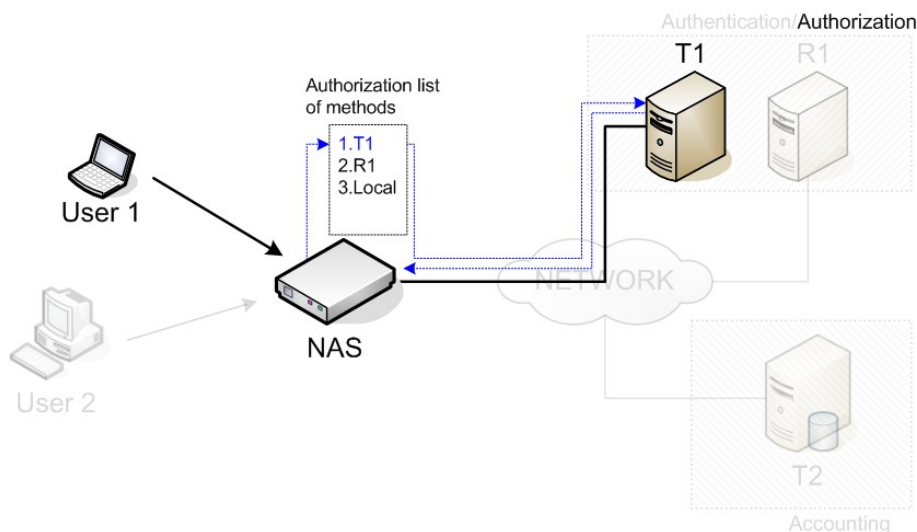 Authentication/Authorization
T1
R1
Authorization list
of methods
1.T1
2.R1
3.Local
User 1
NETWORK
NAS
User 2
T2
Accounting